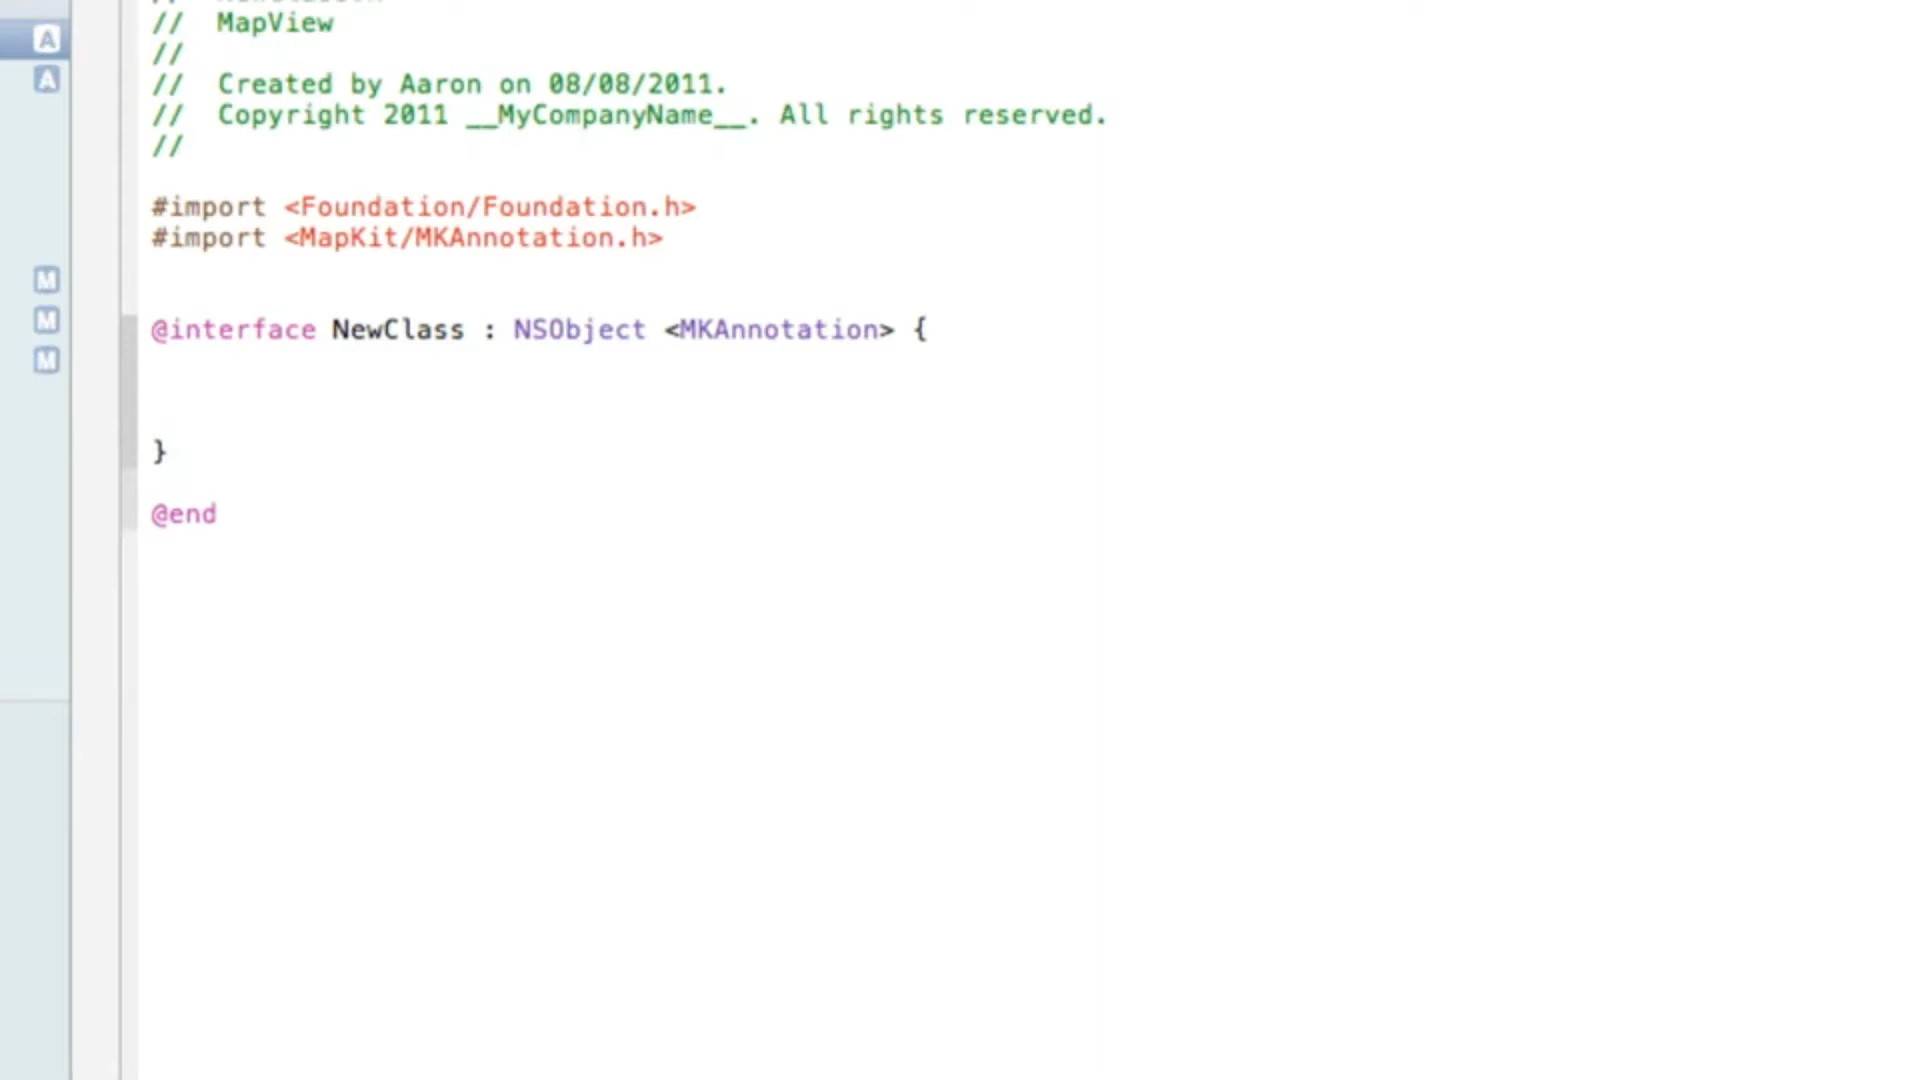 // MapView
//
// Created by Aaron on 08/08/2011.
// Copyright 2011 __MyCompanyName__. All rights reserved.
//
#import <Foundation/Foundation.h>
#import <MapKit/MKAnnotation.h>
@interface NewClass : NSObject <MKAnnotation> {
}
@end
A
A
M
M
M